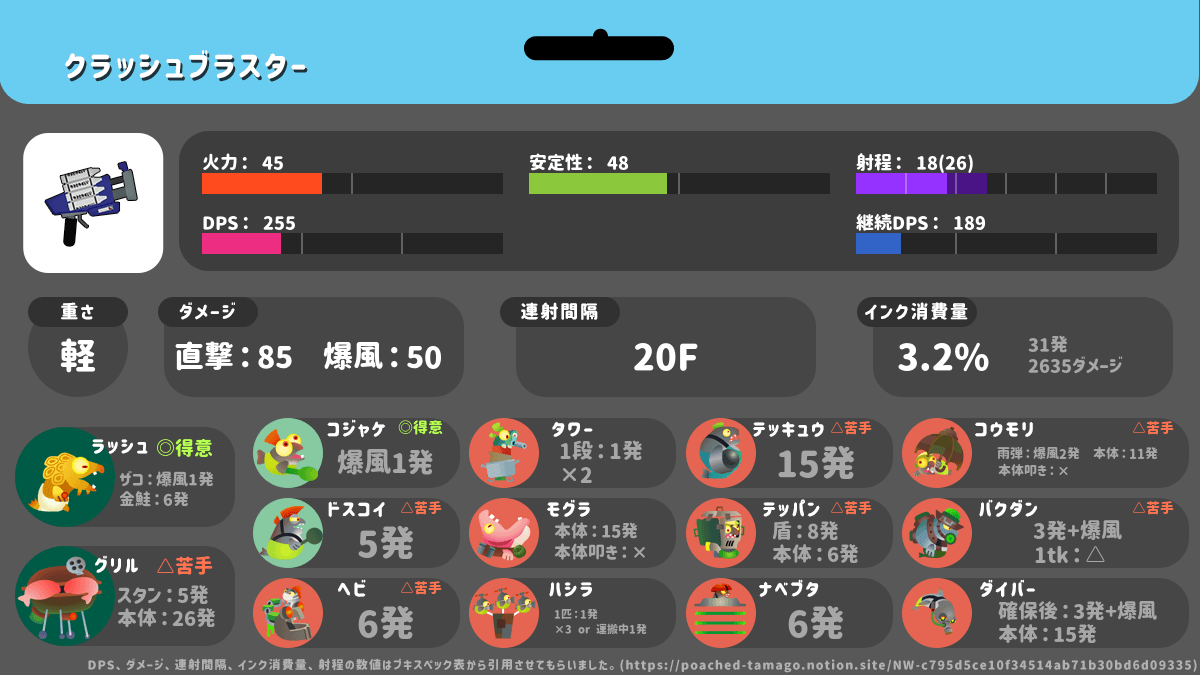 クラッシュブラスター
火力： 45
安定性： 48
射程： 18(26)
DPS： 255
継続DPS： 189
重さ
軽
ダメージ
直撃：85　爆風：50
連射間隔
20F
インク消費量
3.2%
31発
2635ダメージ
ラッシュ ◎得意
ザコ：爆風1発
金鮭：6発
グリル △苦手
スタン：5発
本体：26発
コジャケ ◎得意
爆風1発
ドスコイ △苦手
5発
ヘビ △苦手
6発
タワー
1段：1発
×2
モグラ
本体：15発
本体叩き：×
ハシラ
1匹：1発
×3 or 運搬中1発
テッキュウ △苦手
15発
テッパン △苦手
盾：8発
本体：6発
ナベブタ
6発
コウモリ △苦手
雨弾：爆風2発　本体：11発
本体叩き：×
バクダン △苦手
3発+爆風
1tk：△
ダイバー
確保後：3発+爆風
本体：15発
DPS、ダメージ、連射間隔、インク消費量、射程の数値はブキスペック表から引用させてもらいました。(https://poached-tamago.notion.site/NW-c795d5ce10f34514ab71b30bd6d09335)